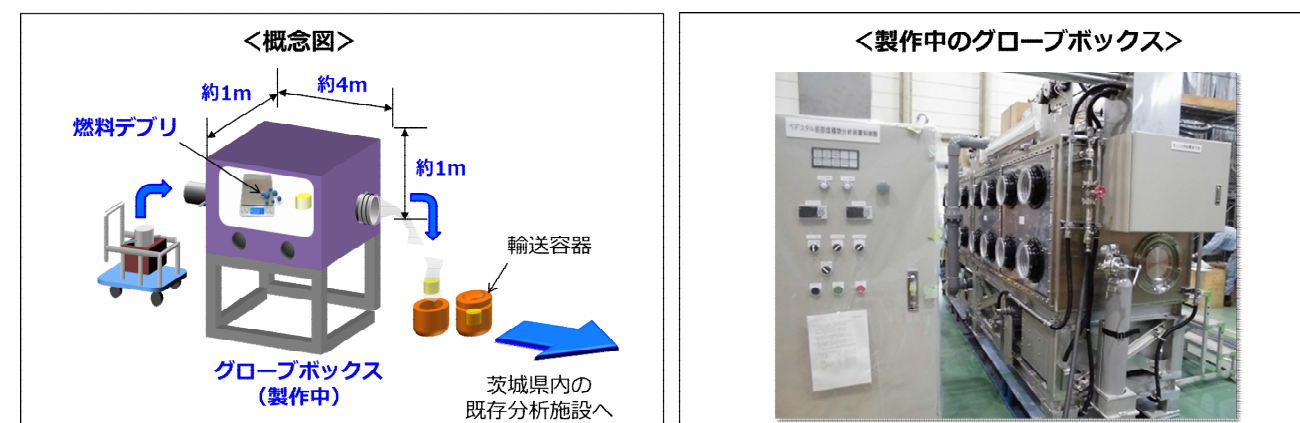 ＜概念図＞
約1m
約4m
燃料デブリ
約1m
輸送容器
グローブボックス
（製作中）
茨城県内の
既存分析施設へ
＜製作中のグローブボックス＞